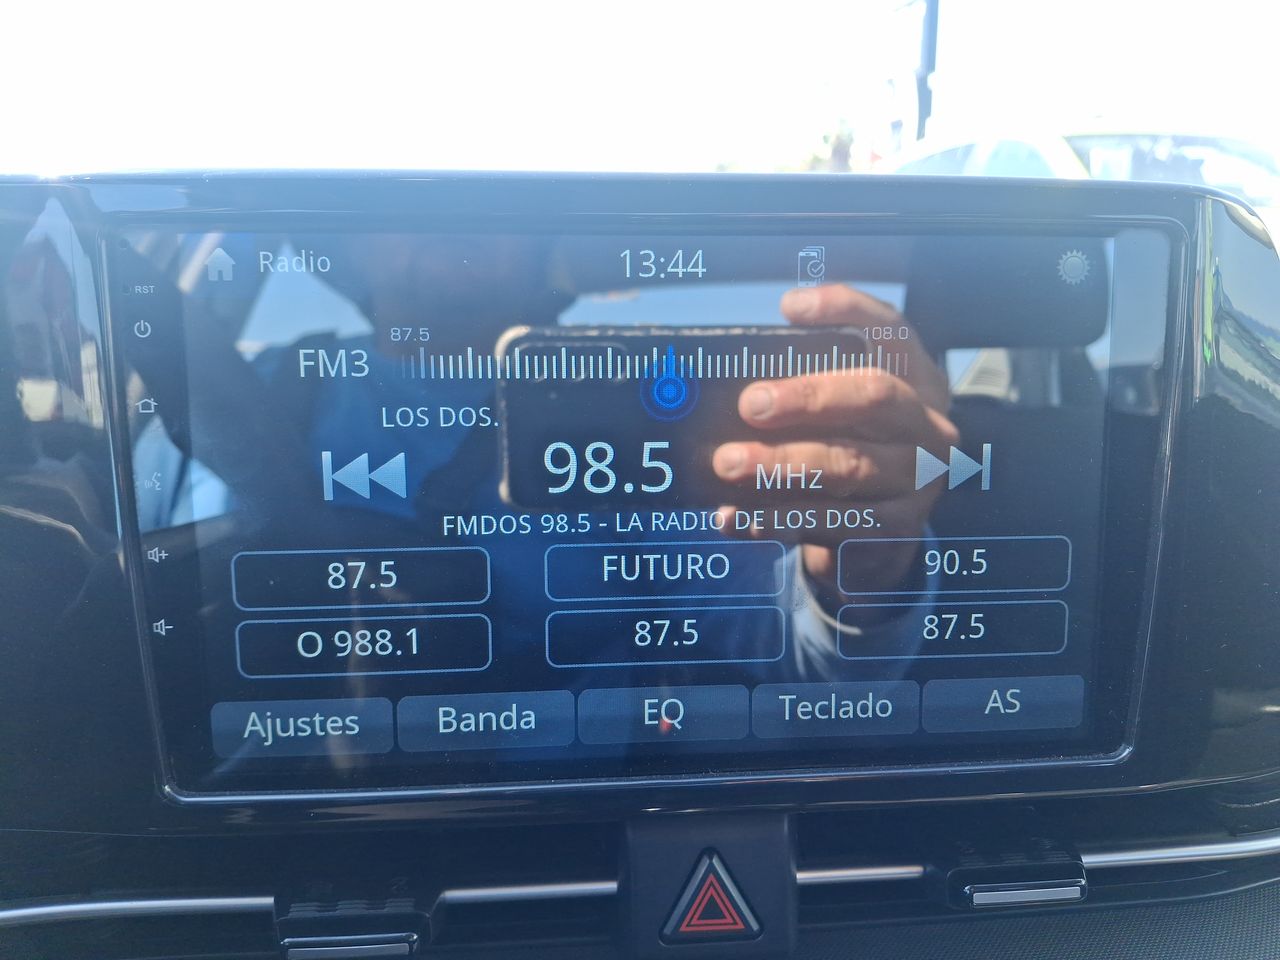 Radio
13:44
RST
87.5
108.0
FM3
LOS DOS.
98.5
MHz
FMDOS 98.5 - LA RADIO DE LOS DOS.
87.5
FUTURO
90.5
O 988.1
87.5
87.5
Ajustes
Banda
EQ
Teclado
AS